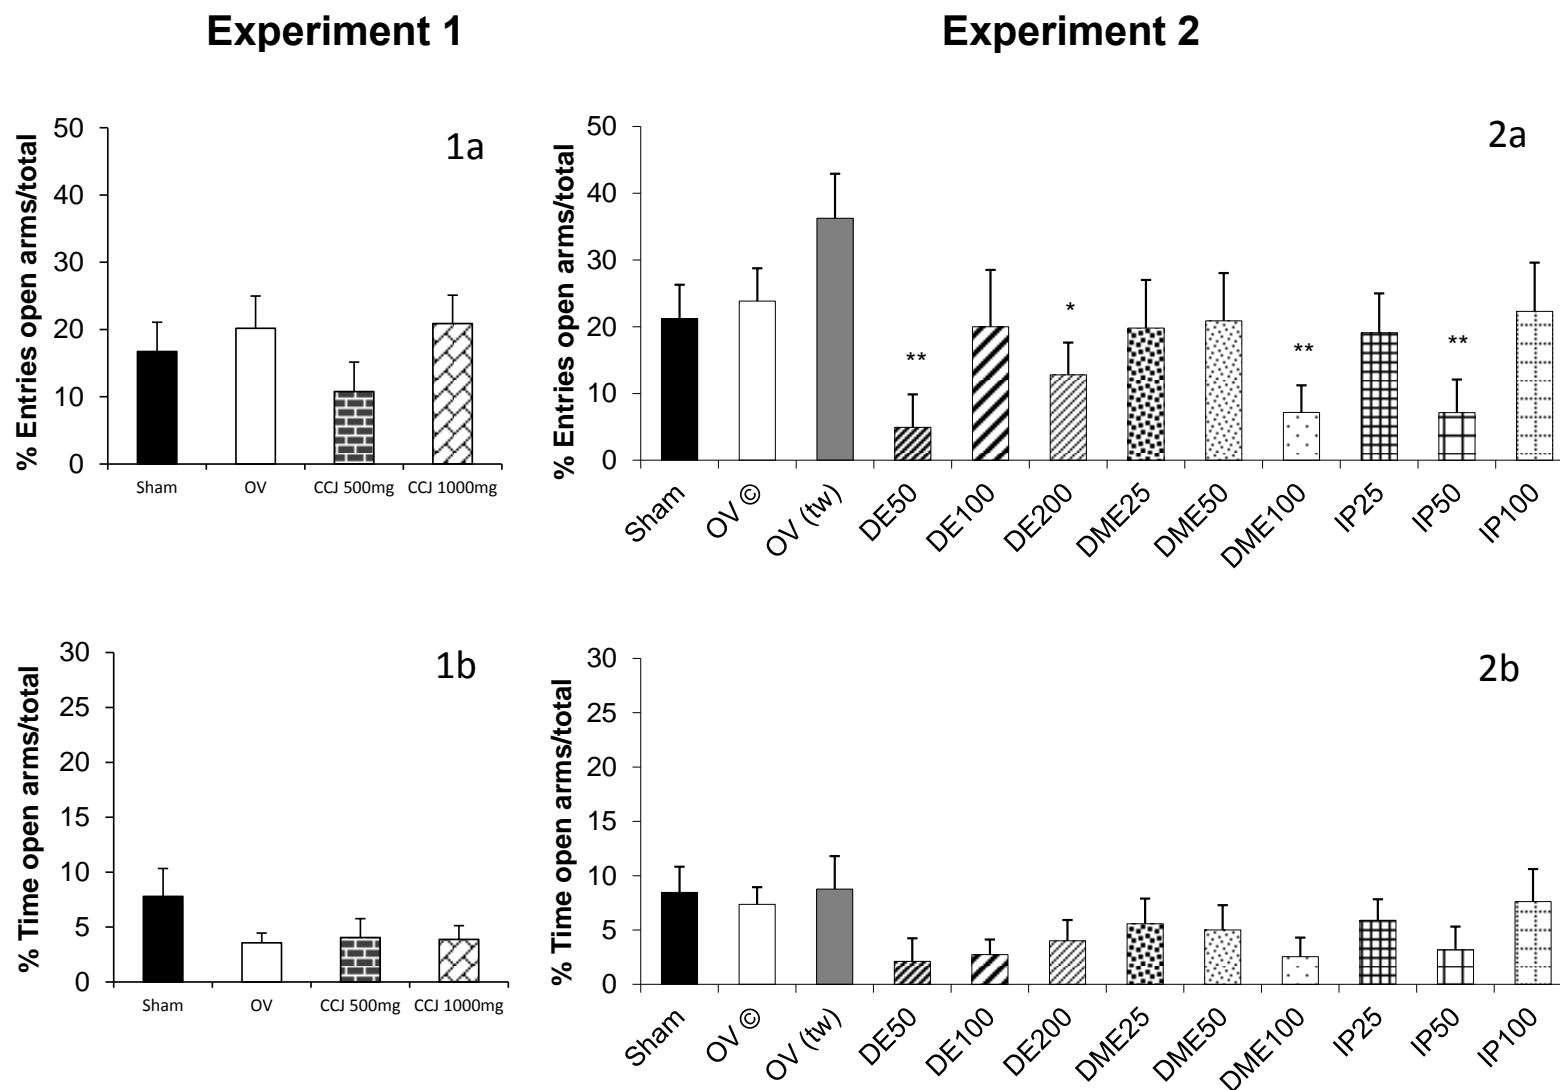 Experiment 1
Experiment 2
1a
% Entries open arms/total
50
40
30
20
10
0
Sham OV CCJ 500mg CCJ 1000mg
2a
% Entries open arms/total
50
40
30
20
10
0
** * ** **
Sham OV © OV (tw) DE50 DE100 DE200 DME25 DME50 DME100 IP25 IP50 IP100
1b
% Time open arms/total
30
25
20
15
10
5
0
Sham OV CCJ 500mg CCJ 1000mg
2b
% Time open arms/total
30
25
20
15
10
5
0
Sham OV © OV (tw) DE50 DE100 DE200 DME25 DME50 DME100 IP25 IP50 IP100